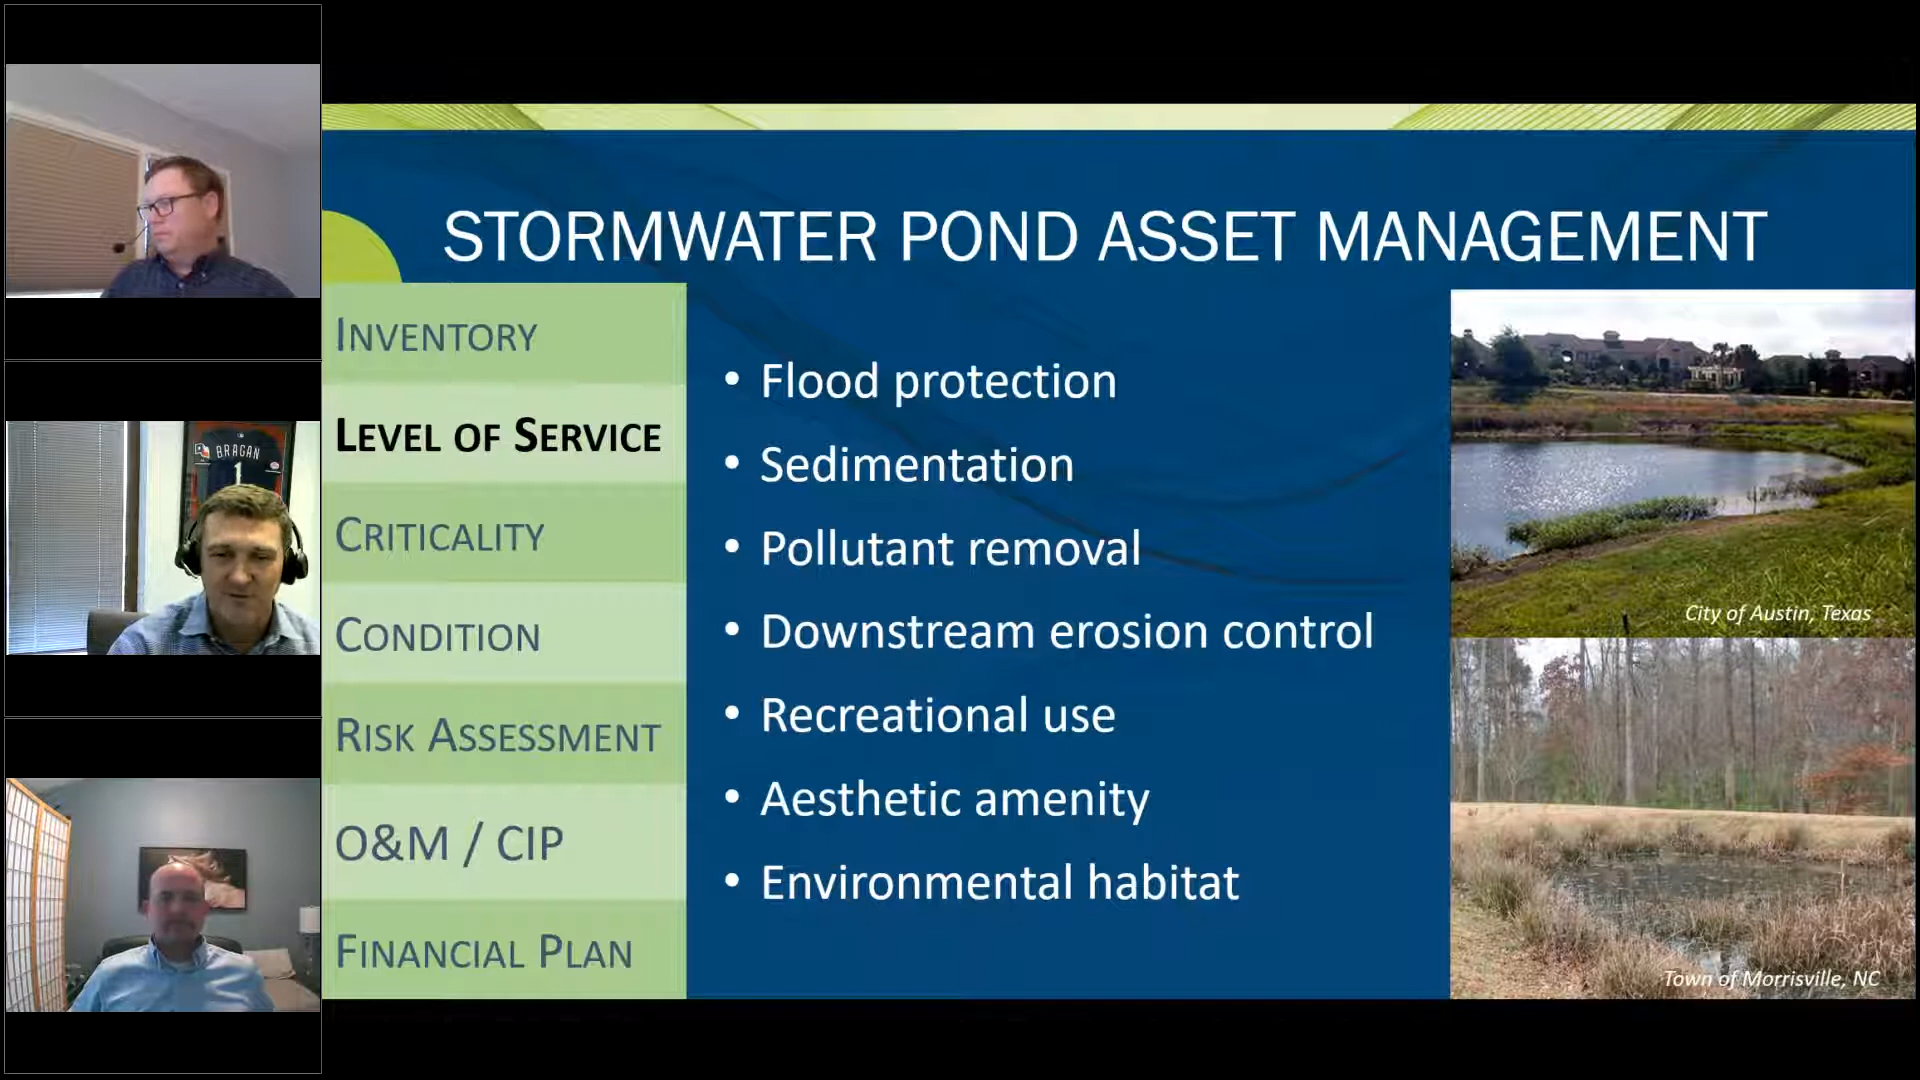 BRAGAN
1
STORMWATER POND ASSET MANAGEMENT
INVENTORY
LEVEL OF SERVICE
CRITICALITY
CONDITION
RISK ASSESSMENT
O&M / CIP
FINANCIAL PLAN
• Flood protection
• Sedimentation
• Pollutant removal
• Downstream erosion control
• Recreational use
• Aesthetic amenity
• Environmental habitat
City of Austin, Texas
Town of Morrisville, NC